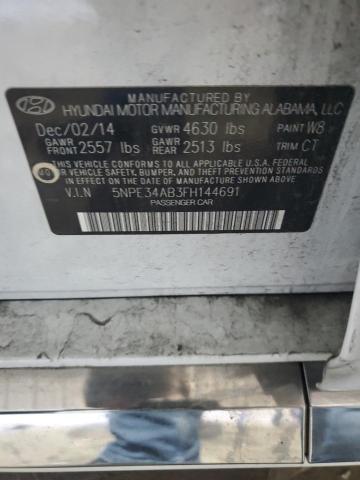 MANUFACTURED BY
HYUNDAI MOTOR MANUFACTURING ALABAMA, LLC
Dec/02/14 GVWR 4630 lbs PAINT W8
GAWR FRONT 2557 lbs GAWR REAR 2513 lbs TRIM CT
THIS VEHICLE CONFORMS TO ALL APPLICABLE U.S.A. FEDERAL
40 MOTOR VEHICLE SAFETY, BUMPER, AND THEFT PREVENTION STANDARDS
IN EFFECT ON THE DATE OF MANUFACTURE SHOWN ABOVE.
V.I.N 5NPE34AB3FH144691
PASSENGER CAR